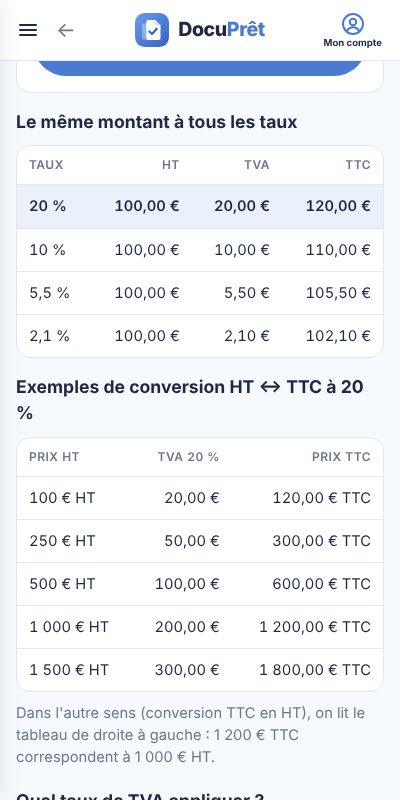 DocuPrêt
Mon compte
Le même montant à tous les taux
TAUX HT TVA TTC
20 % 100,00 € 20,00 € 120,00 €
10 % 100,00 € 10,00 € 110,00 €
5,5 % 100,00 € 5,50 € 105,50 €
2,1 % 100,00 € 2,10 € 102,10 €
Exemples de conversion HT ↔ TTC à 20
%
PRIX HT TVA 20 % PRIX TTC
100 € HT 20,00 € 120,00 € TTC
250 € HT 50,00 € 300,00 € TTC
500 € HT 100,00 € 600,00 € TTC
1 000 € HT 200,00 € 1 200,00 € TTC
1 500 € HT 300,00 € 1 800,00 € TTC
Dans l'autre sens (conversion TTC en HT), on lit le
tableau de droite à gauche : 1 200 € TTC
correspondent à 1 000 € HT.
Quel taux de TVA appliquer ?